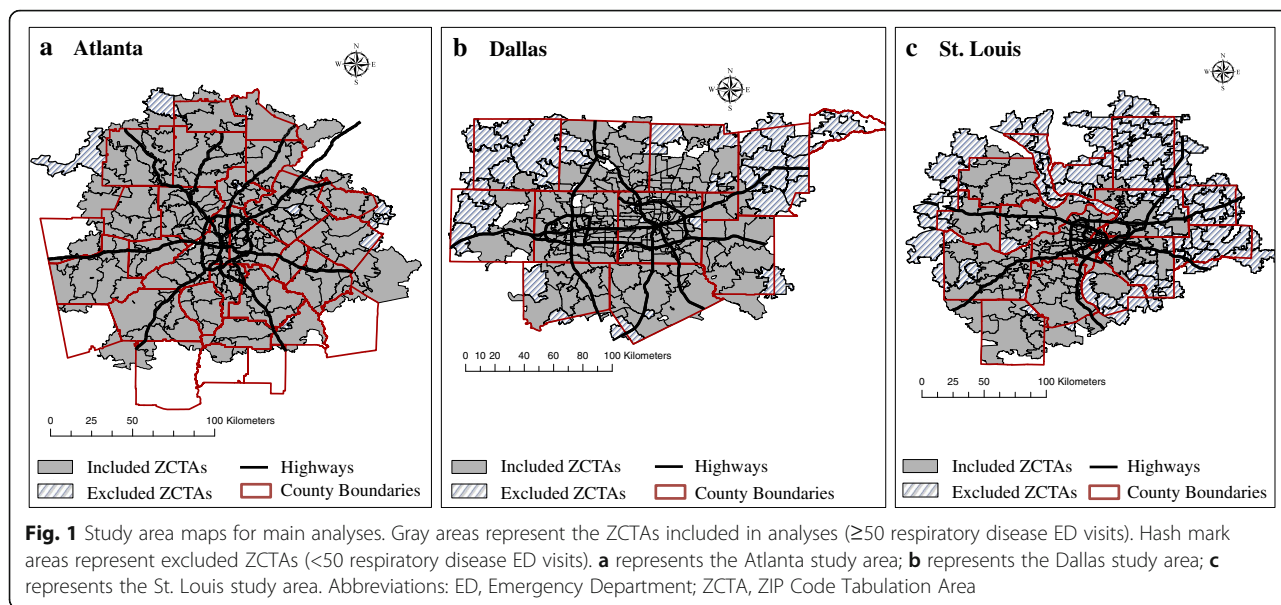 a Atlanta
N
W E
S
0 25 50 100 Kilometers
Included ZCTAs Highways
Excluded ZCTAs County Boundaries
b Dallas
N
W E
S
0 10 20 40 60 80 100 Kilometers
Included ZCTAs Highways
Excluded ZCTAs County Boundaries
c St. Louis
N
W E
S
0 25 50 100 Kilometers
Included ZCTAs Highways
Excluded ZCTAs County Boundaries
Fig. 1 Study area maps for main analyses. Gray areas represent the ZCTAs included in analyses (≥50 respiratory disease ED visits). Hash mark
areas represent excluded ZCTAs (<50 respiratory disease ED visits). a represents the Atlanta study area; b represents the Dallas study area; c
represents the St. Louis study area. Abbreviations: ED, Emergency Department; ZCTA, ZIP Code Tabulation Area